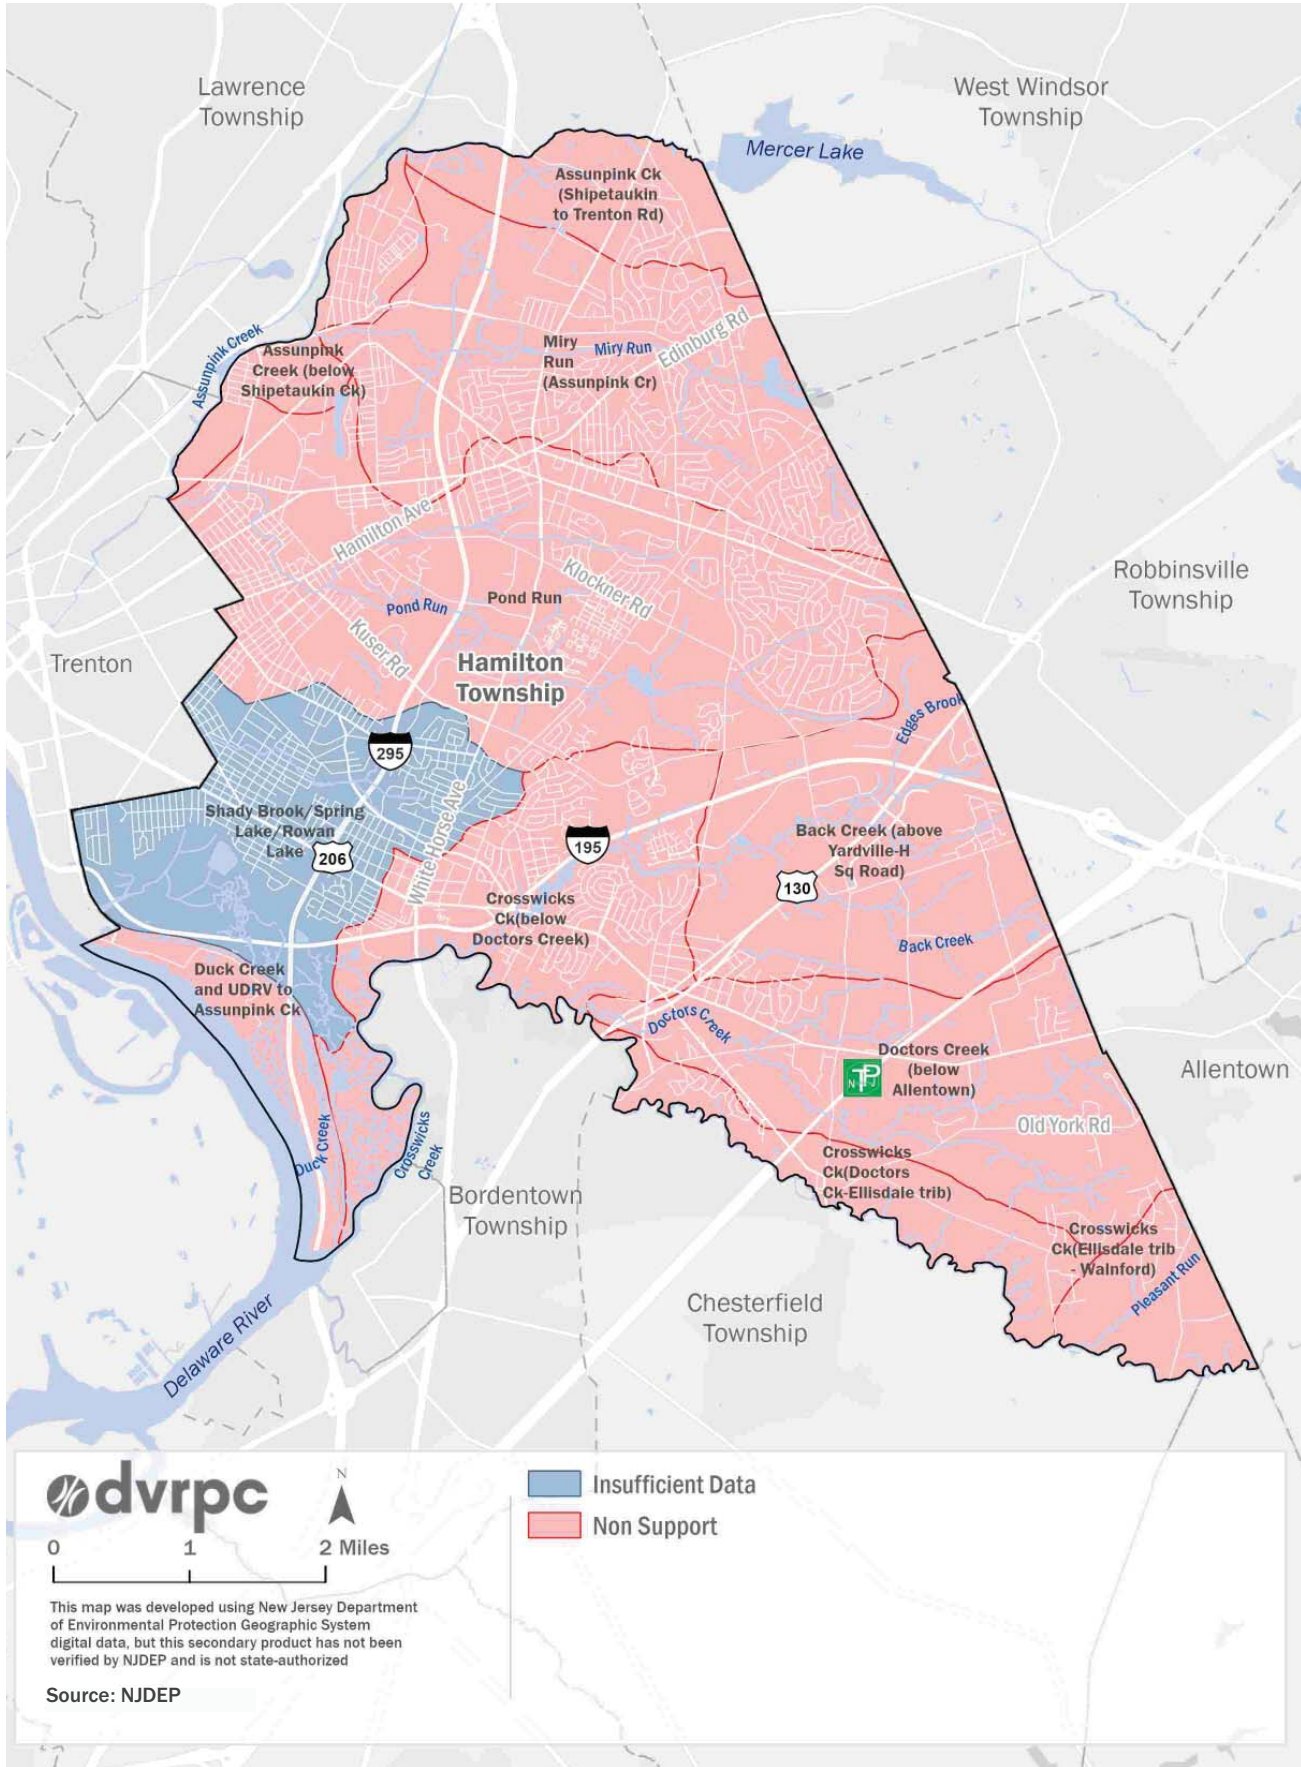 Lawrence
Township
West Windsor
Township
Mercer Lake
Assunpink Ck
(Shipetaukin
to Trenton Rd)
Assunpink Creek
Assunpink
Creek (below
Shipetaukin Ck)
Miry
Run
(Assunpink Cr)
Miry Run
Edinburg Rd
Hamilton Ave
Klockner Rd
Robbinsville
Township
Pond Run
Pond Run
Kuser Rd
Trenton
Hamilton
Township
Edges Brook
295
White Horse Ave
Shady Brook/Spring
Lake/Rowan
Lake
206
195
Back Creek (above
Yardville-H
Sq Road)
130
Crosswicks
Ck(below
Doctors Creek)
Back Creek
Duck Creek
and UDRV to
Assunpink Ck
Doctors Creek
Doctors Creek
(below
Allentown)
TP
N J
Allentown
Old York Rd
Duck Creek
Crosswicks
Creek
Crosswicks
Ck(Doctors
Ck-Ellisdale trib)
Bordentown
Township
Crosswicks
Ck(Ellisdale trib
- Walnford)
Pleasant Run
Chesterfield
Township
Delaware River
dvrpc
N
0 1 2 Miles
This map was developed using New Jersey Department
of Environmental Protection Geographic System
digital data, but this secondary product has not been
verified by NJDEP and is not state-authorized
Source: NJDEP
Insufficient Data
Non Support